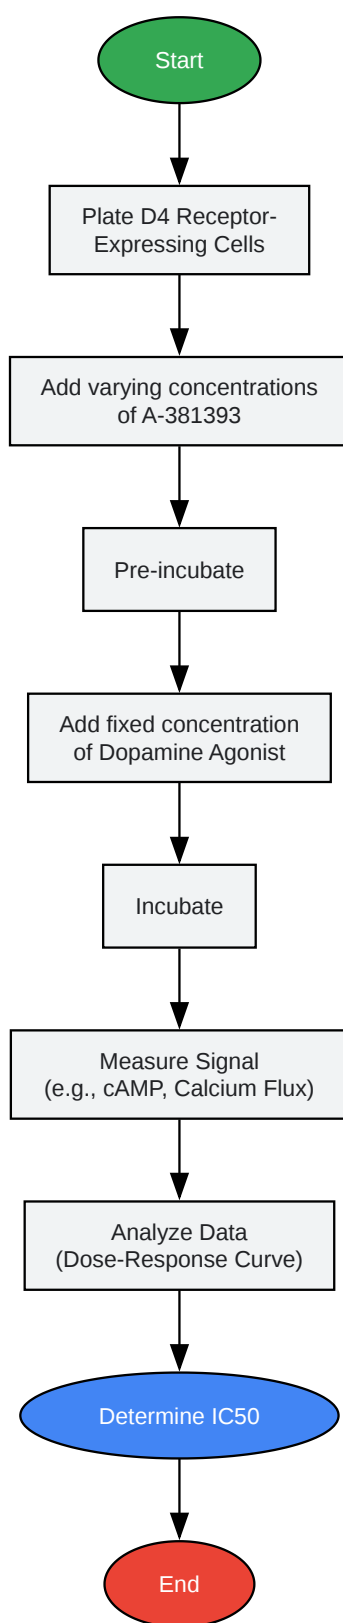 Start
Plate D4 Receptor-
Expressing Cells
Add varying concentrations
of A-381393
Pre-incubate
Add fixed concentration
of Dopamine Agonist
Incubate
Measure Signal
(e.g., cAMP, Calcium Flux)
Analyze Data
(Dose-Response Curve)
Determine IC50
End